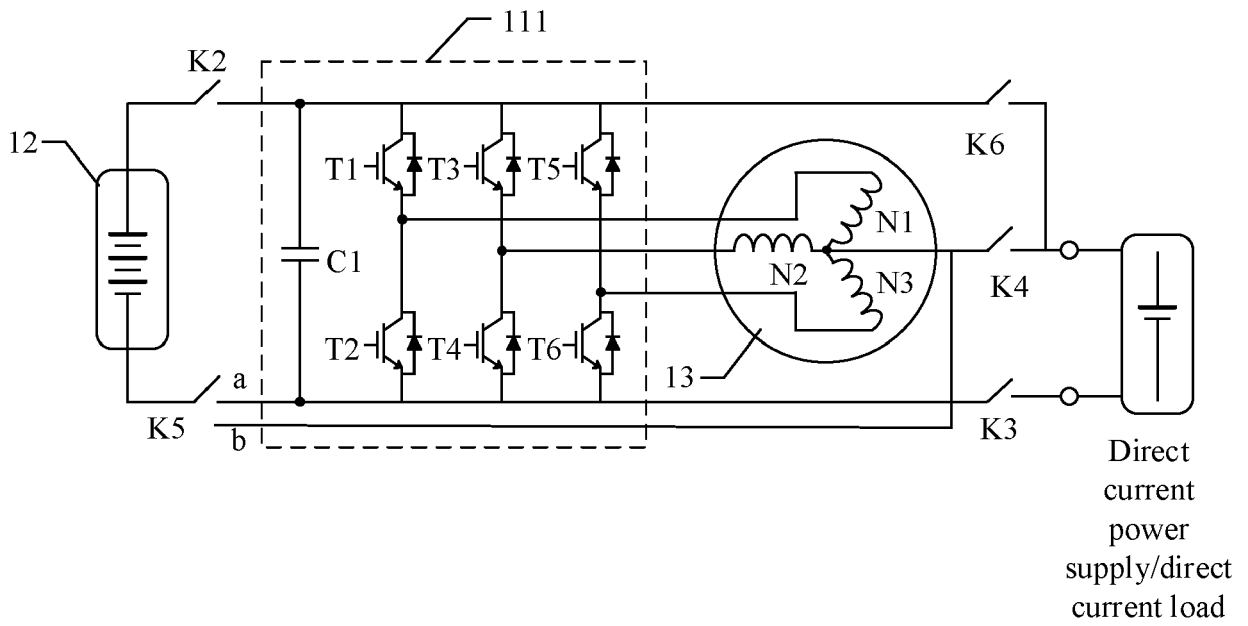 111
K2
12
K6
T1
T3
T5
N1
C1
N2
K4
N3
T2
T4
T6
13
a
K5
b
K3
Direct
current
power
supply/direct
current load